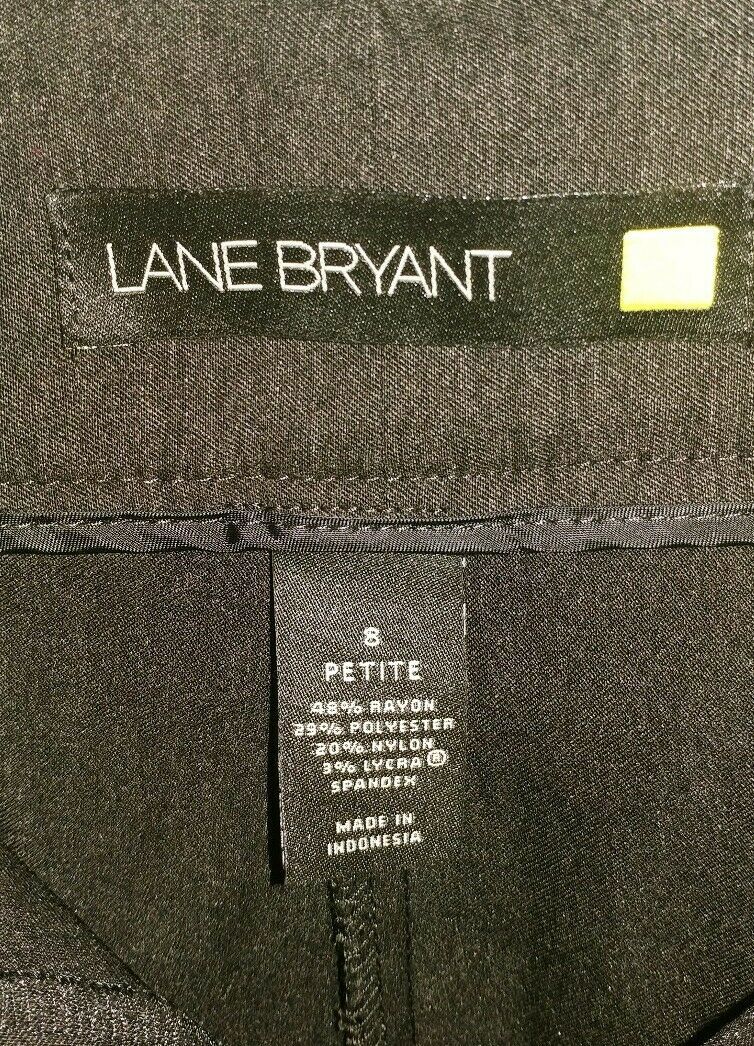 LANE BRYANT
8
PETITE
48% RAYON
29% POLYESTER
20% NYLON
3% LYCRA ®
SPANDEX
MADE IN
INDONESIA